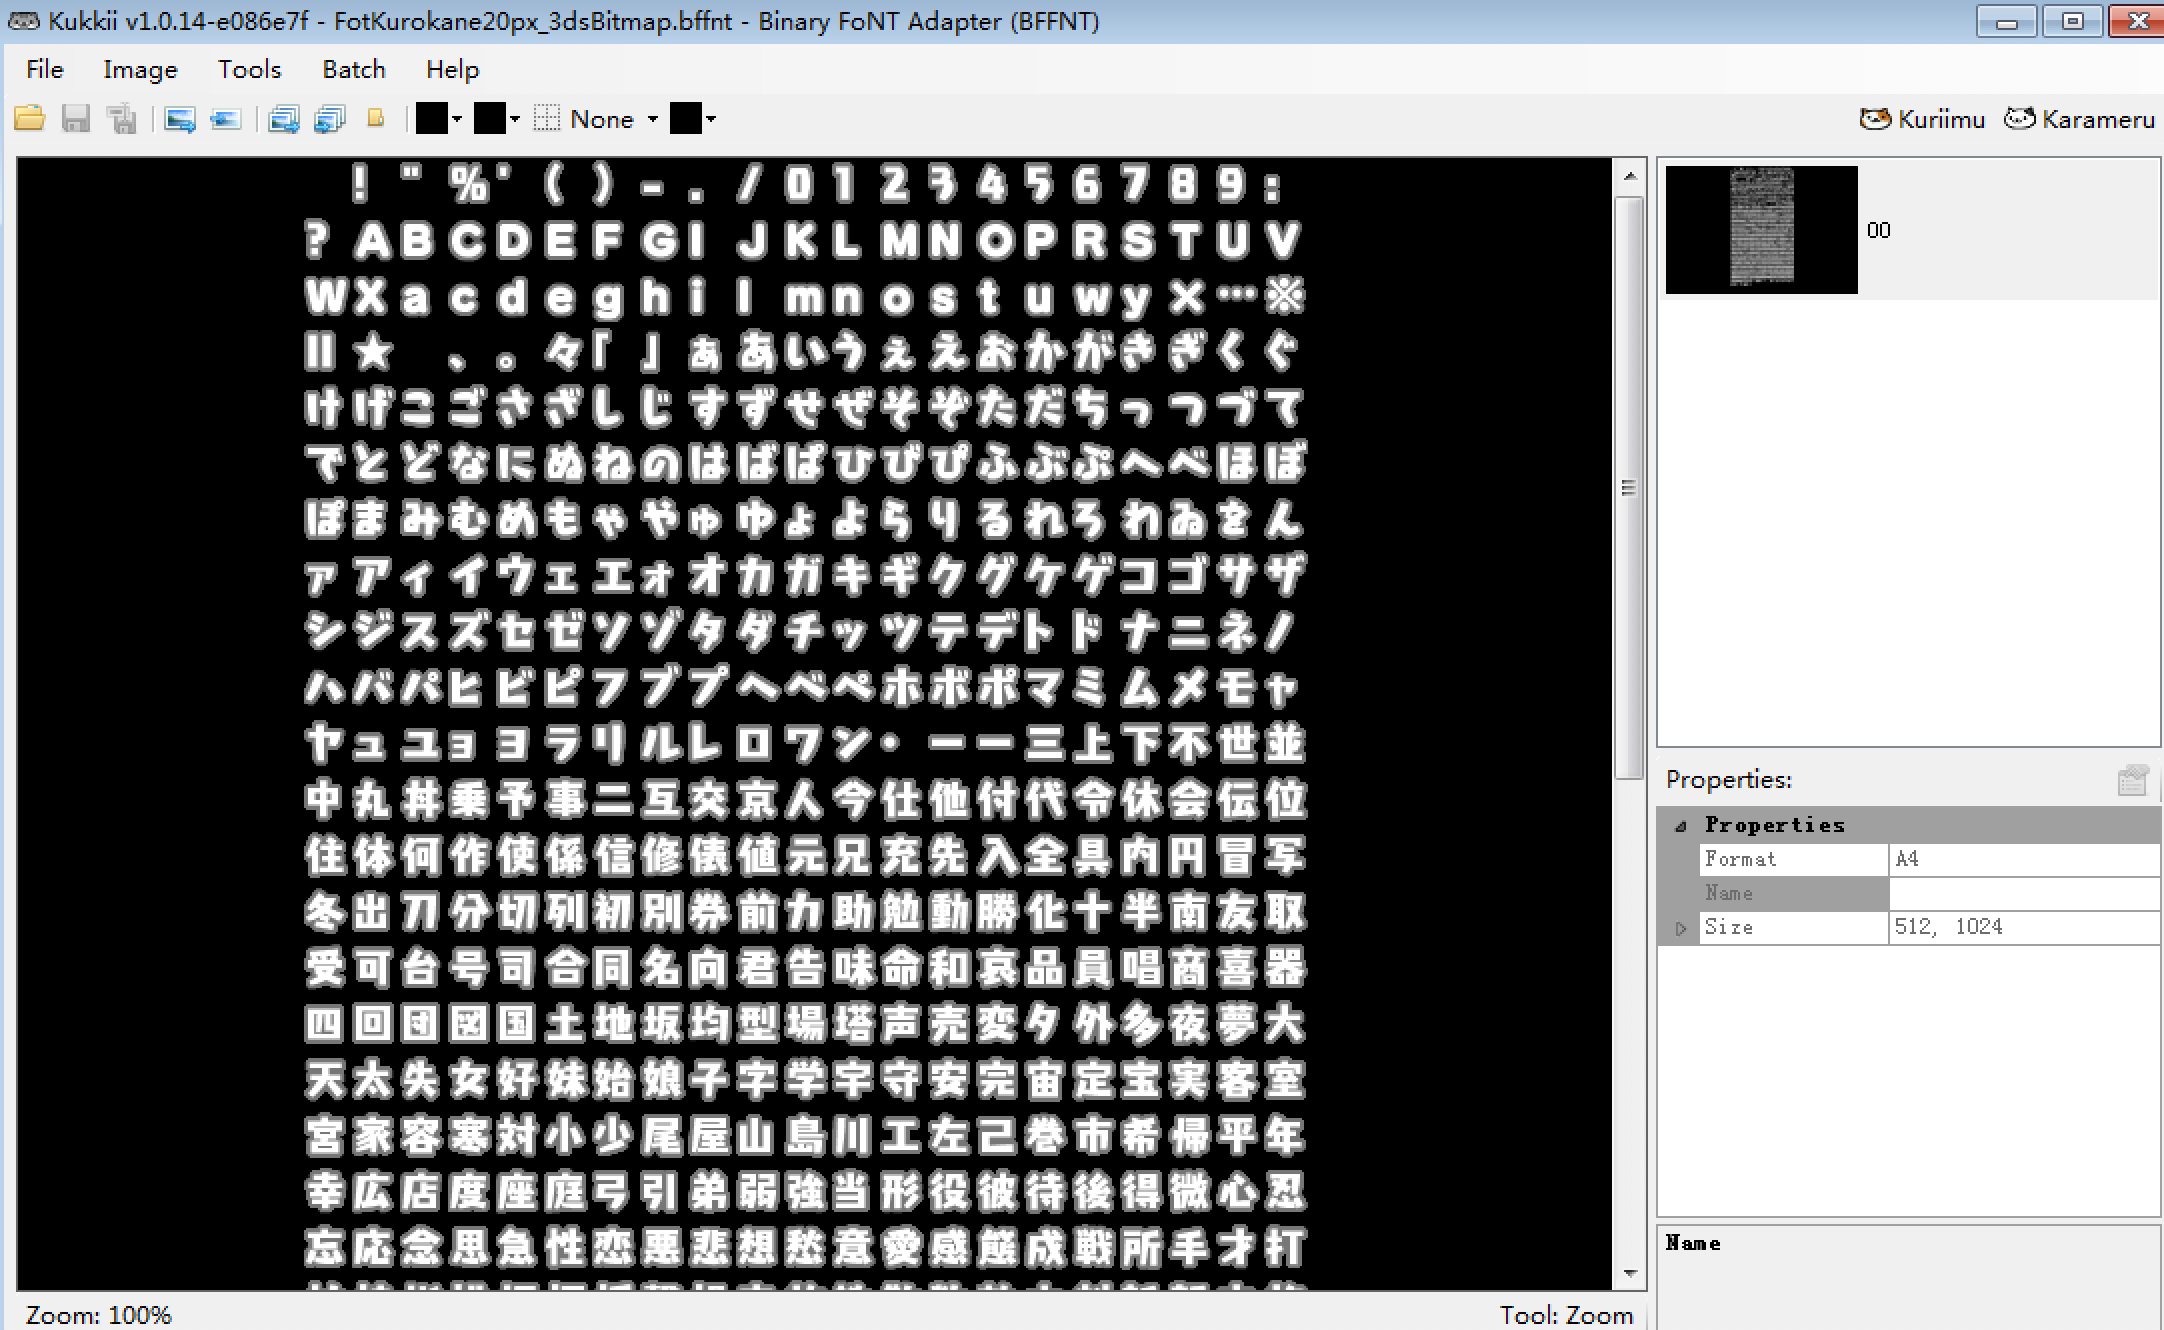 Kukkii v1.0.14-e086e7f - FotKurokane20px_3dsBitmap.bffnt - Binary FoNT Adapter (BFFNT)
File Image Tools Batch Help
None Kuriimu Karameru
! " % ' ( ) - . / 0 1 2 3 4 5 6 7 8 9 :
? A B C D E F G I J K L M N O P R S T U V
W X a c d e g h i l m n o s t u w y × … ※
Ⅱ ★ 、 。 々 「 」 ぁ あ い う ぇ え お か が き ぎ く ぐ
け げ こ ご さ ざ し じ す ず せ ぜ そ ぞ た だ ち っ つ づ て
で と ど な に ぬ ね の は ば ぱ ひ び ぴ ふ ぶ ぷ へ べ ほ ぼ
ぽ ま み む め も ゃ や ゅ ゆ ょ よ ら り る れ ろ わ ゐ を ん
ァ ア ィ イ ウ ェ エ ォ オ カ ガ キ ギ ク グ ケ ゲ コ ゴ サ ザ
シ ジ ス ズ セ ゼ ソ ゾ タ ダ チ ッ ツ テ デ ト ド ナ ニ ネ ノ
ハ バ パ ヒ ビ ピ フ ブ プ ヘ ベ ペ ホ ボ ポ マ ミ ム メ モ ャ
ヤ ュ ユ ョ ヨ ラ リ ル レ ロ ワ ン ・ ー 一 三 上 下 不 世 並
中 丸 丼 乗 予 事 二 互 交 京 人 今 仕 他 付 代 令 休 会 伝 位
住 体 何 作 使 係 信 修 俵 値 元 兄 充 先 入 全 具 内 円 冒 写
冬 出 刀 分 切 列 初 別 券 前 力 助 勉 動 勝 化 十 半 南 友 取
受 可 台 号 司 合 同 名 向 君 告 味 命 和 哀 品 員 唱 商 喜 器
四 回 団 図 国 土 地 坂 均 型 場 塔 声 売 変 夕 外 多 夜 夢 大
天 太 失 女 好 妹 始 娘 子 字 学 宇 守 安 完 宙 定 宝 実 客 室
宮 家 容 寒 対 小 少 尾 屋 山 島 川 工 左 己 巻 市 希 帰 平 年
幸 広 店 度 座 庭 弓 引 弟 弱 強 当 形 役 彼 待 後 得 微 心 忍
忘 応 念 思 急 性 恋 悪 悲 想 愁 意 愛 感 態 成 戦 所 手 才 打
00
Properties:
Properties
Format A4
Name
Size 512, 1024
Name
Zoom: 100% Tool: Zoom